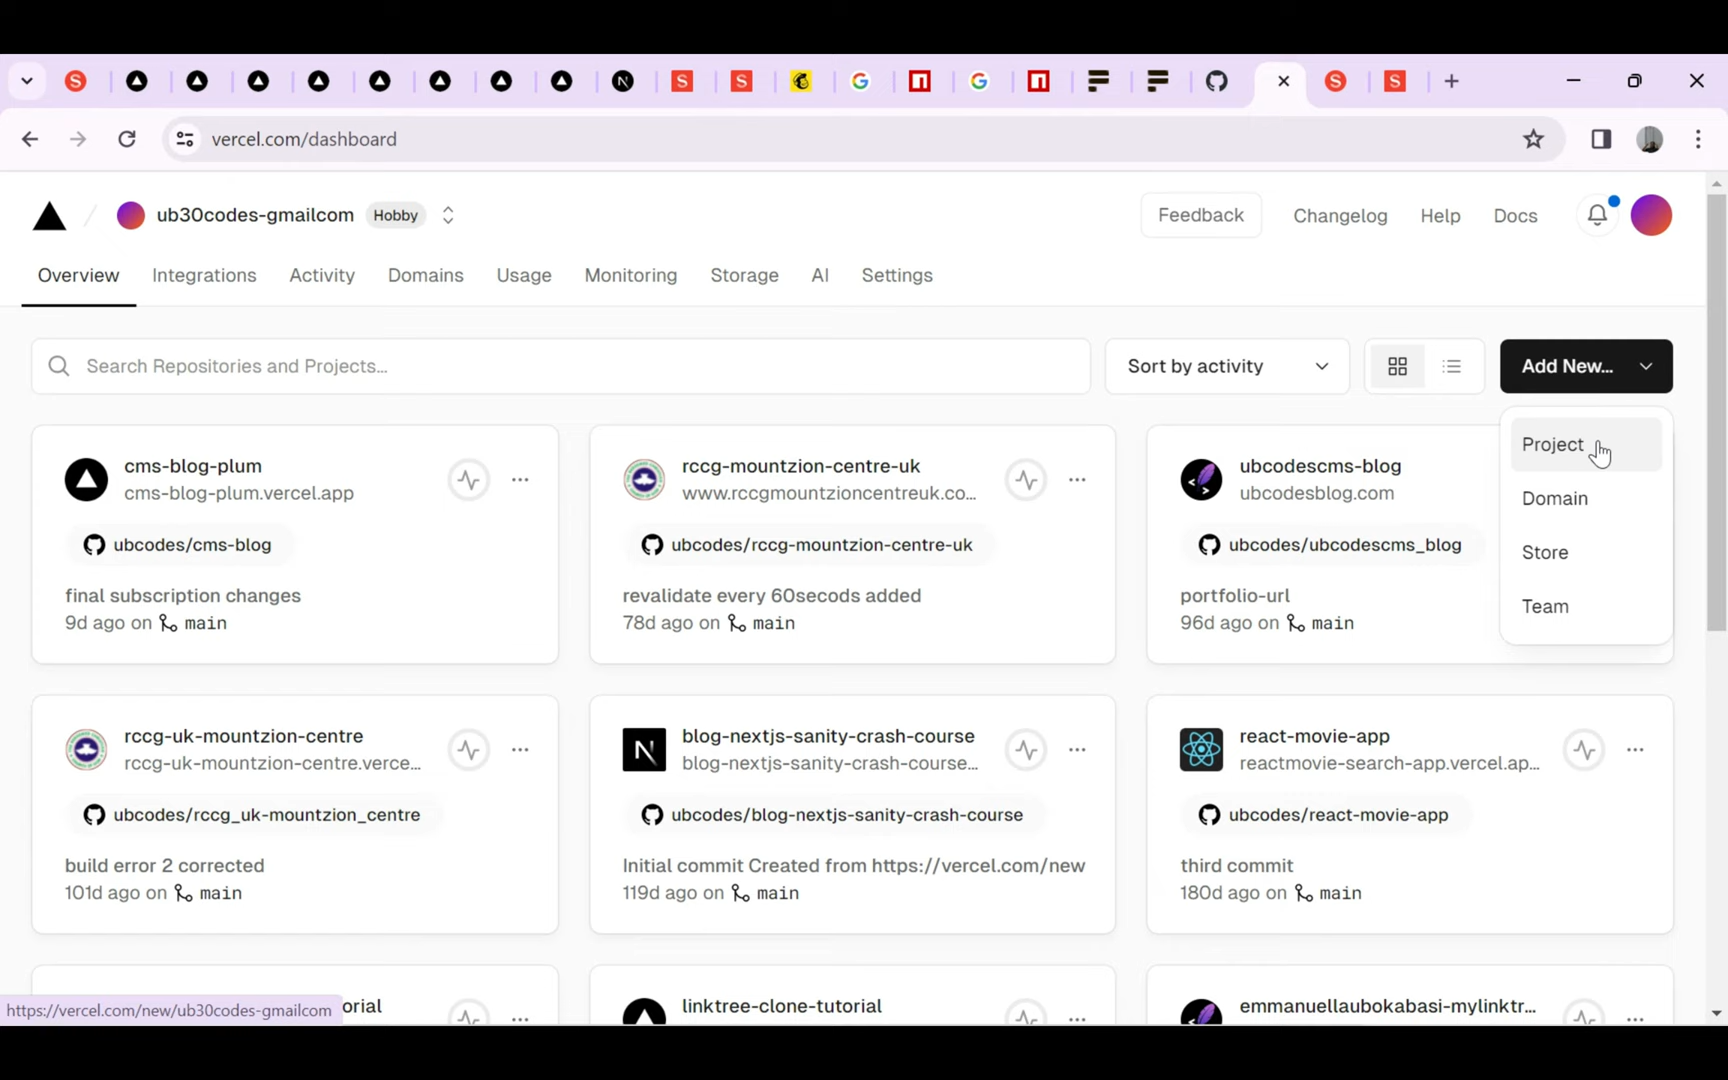 vercel.com/dashboard
ub30codes-gmailcom Hobby
Feedback Changelog Help Docs
Overview Integrations Activity Domains Usage Monitoring Storage AI Settings
Search Repositories and Projects...
Sort by activity
Add New...
Project
Domain
Store
Team
cms-blog-plum
cms-blog-plum.vercel.app
ubcodes/cms-blog
final subscription changes
9d ago on main
rccg-mountzion-centre-uk
www.rccgmountzioncentreuk.co...
ubcodes/rccg-mountzion-centre-uk
revalidate every 60secods added
78d ago on main
ubcodescms-blog
ubcodesblog.com
ubcodes/ubcodescms_blog
portfolio-url
96d ago on main
rccg-uk-mountzion-centre
rccg-uk-mountzion-centre.verce...
ubcodes/rccg_uk-mountzion_centre
build error 2 corrected
101d ago on main
blog-nextjs-sanity-crash-course
blog-nextjs-sanity-crash-course...
ubcodes/blog-nextjs-sanity-crash-course
Initial commit Created from https://vercel.com/new
119d ago on main
react-movie-app
reactmovie-search-app.vercel.ap...
ubcodes/react-movie-app
third commit
180d ago on main
orial
linktree-clone-tutorial
emmanuellaubokabasi-mylinktr...
https://vercel.com/new/ub30codes-gmailcom